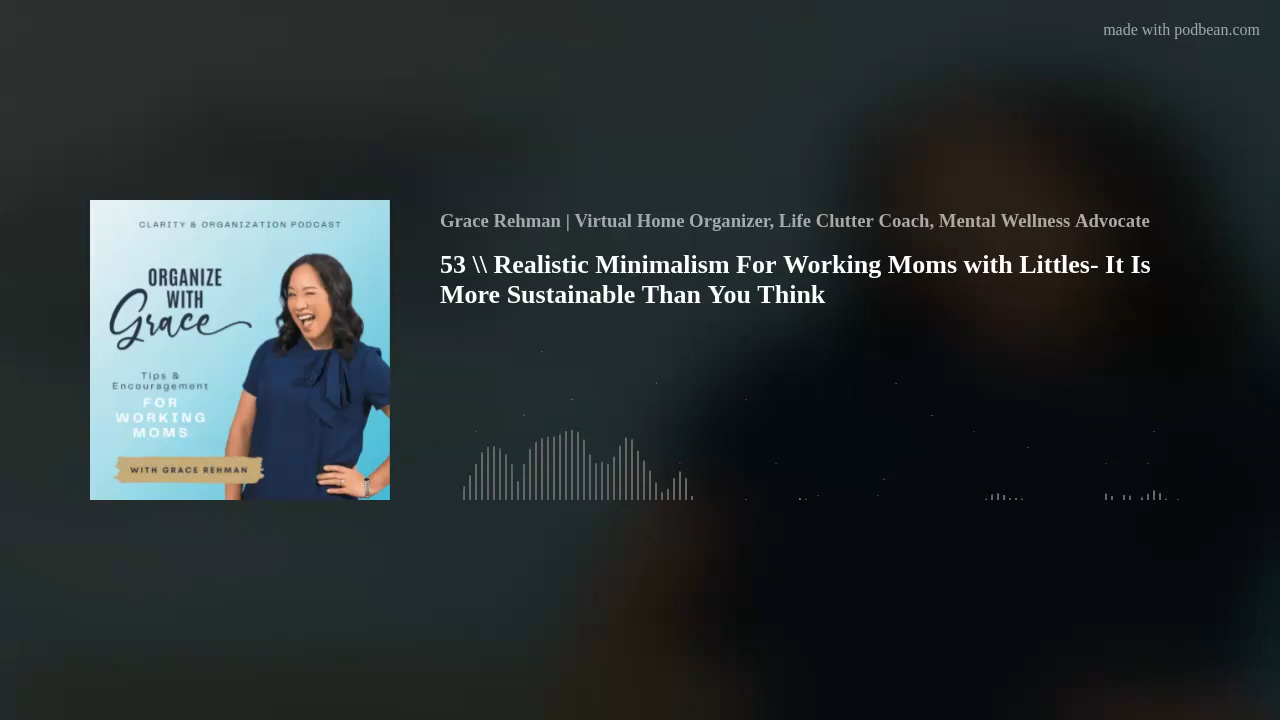 made with podbean.com
CLARITY & ORGANIZATION PODCAST
ORGANIZE
WITH
Grace
Tips &
Encouragement
FOR
WORKING
MOMS
WITH GRACE REHMAN
Grace Rehman | Virtual Home Organizer, Life Clutter Coach, Mental Wellness Advocate
53 \\ Realistic Minimalism For Working Moms with Littles- It Is
More Sustainable Than You Think